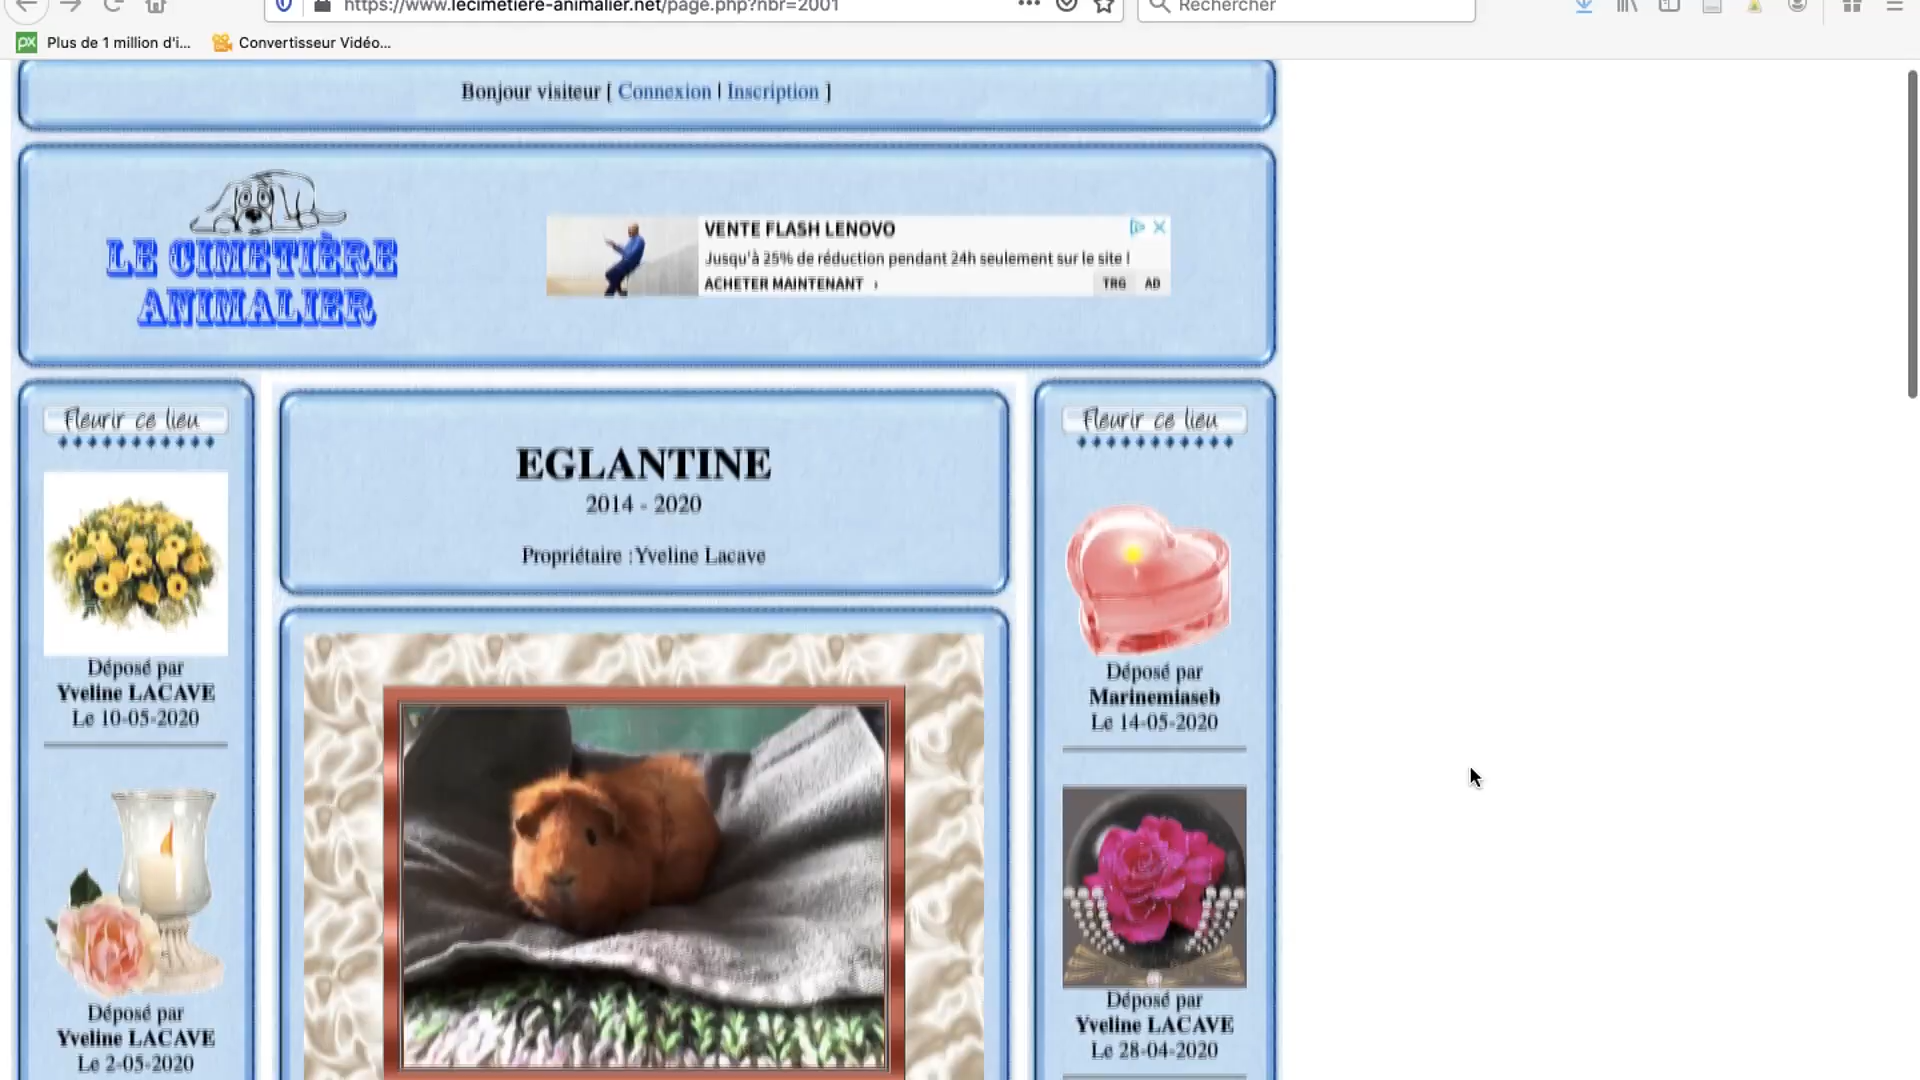 https://www.lecimetiere-animalier.net/page.php?nbr=2001
Rechercher
Plus de 1 million d'i...
Convertisseur Vidéo...
Bonjour visiteur [ Connexion | Inscription ]
LE CIMETIÈRE
ANIMALIER
VENTE FLASH LENOVO
Jusqu'à 25% de réduction pendant 24h seulement sur le site !
ACHETER MAINTENANT ›
TRG AD
Fleurir ce lieu
Déposé par
Yveline LACAVE
Le 10-05-2020
Déposé par
Yveline LACAVE
Le 2-05-2020
EGLANTINE
2014 - 2020
Propriétaire :Yveline Lacave
Fleurir ce lieu
Déposé par
Marinemiaseb
Le 14-05-2020
Déposé par
Yveline LACAVE
Le 28-04-2020